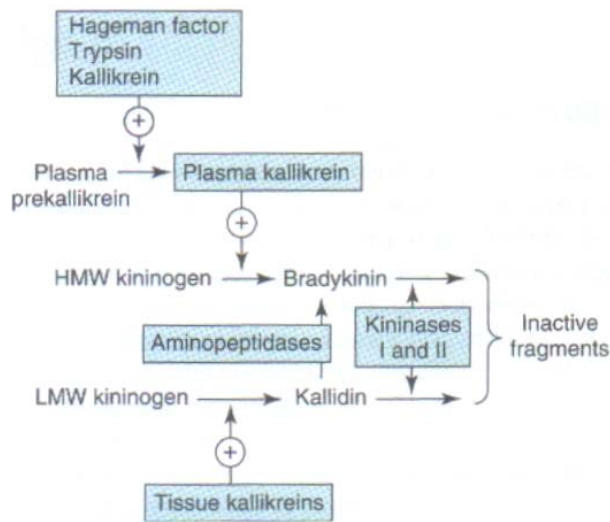 Hageman factor
Trypsin
Kallikrein
+
Plasma
prekallikrein
Plasma kallikrein
+
HMW kininogen
Bradykinin
Aminopeptidases
Kininases
I and II
Inactive
fragments
LMW kininogen
Kallidin
+
Tissue kallikreins